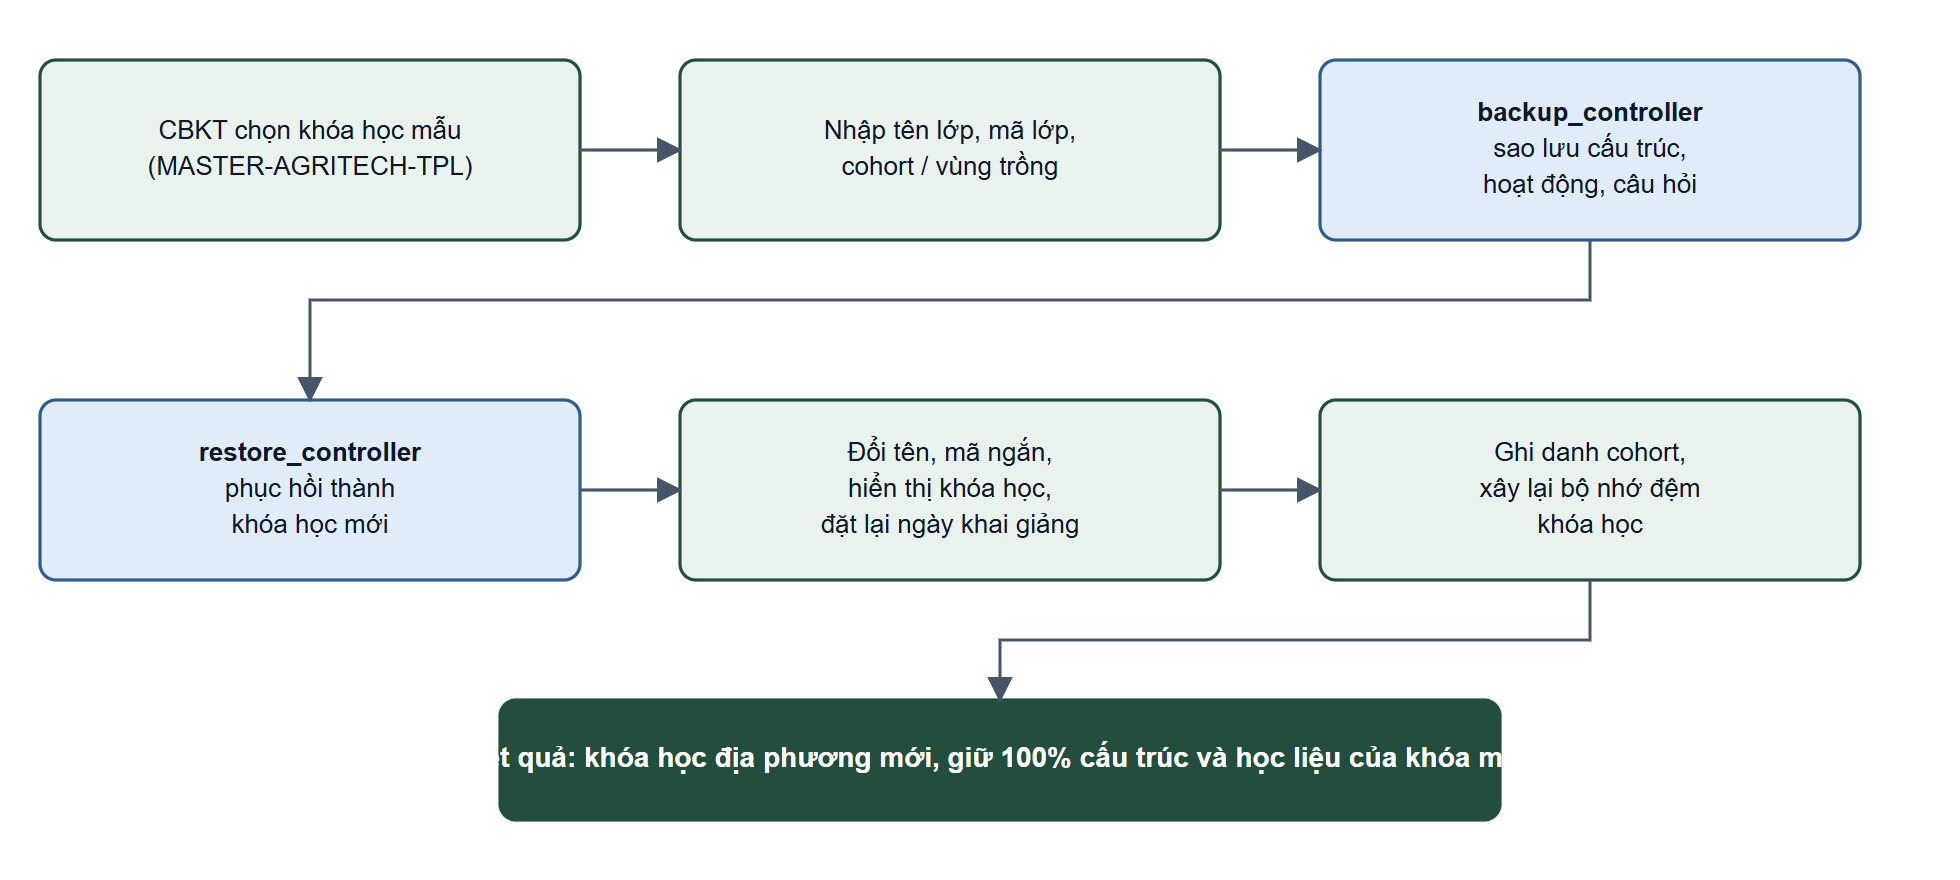 CBKT chọn khóa học mẫu
(MASTER-AGRITECH-TPL)
Nhập tên lớp, mã lớp,
cohort / vùng trồng
backup_controller
sao lưu cấu trúc,
hoạt động, câu hỏi
restore_controller
phục hồi thành
khóa học mới
Đổi tên, mã ngắn,
hiển thị khóa học,
đặt lại ngày khai giảng
Ghi danh cohort,
xây lại bộ nhớ đệm
khóa học
quả: khóa học địa phương mới, giữ 100% cấu trúc và học liệu của khóa